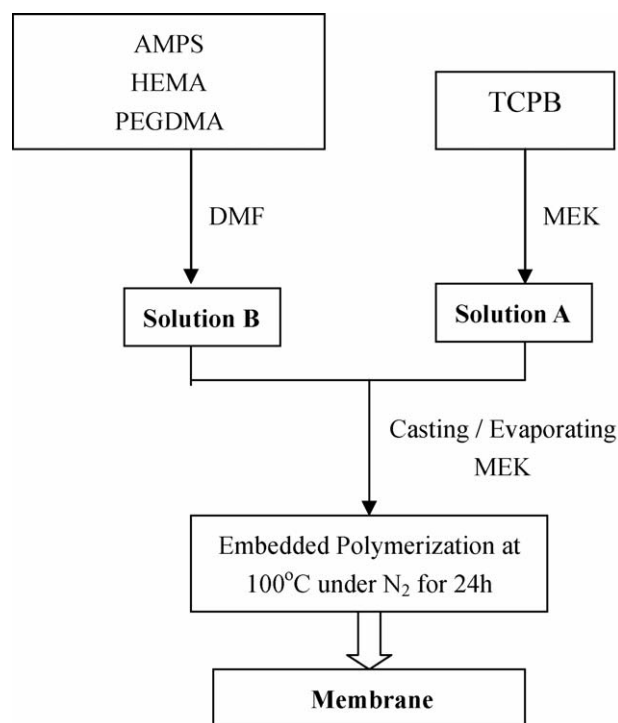 AMPS
HEMA
PEGDMA
TCPB
DMF
MEK
Solution B
Solution A
Casting / Evaporating
MEK
Embedded Polymerization at
100°C under N₂ for 24h
Membrane